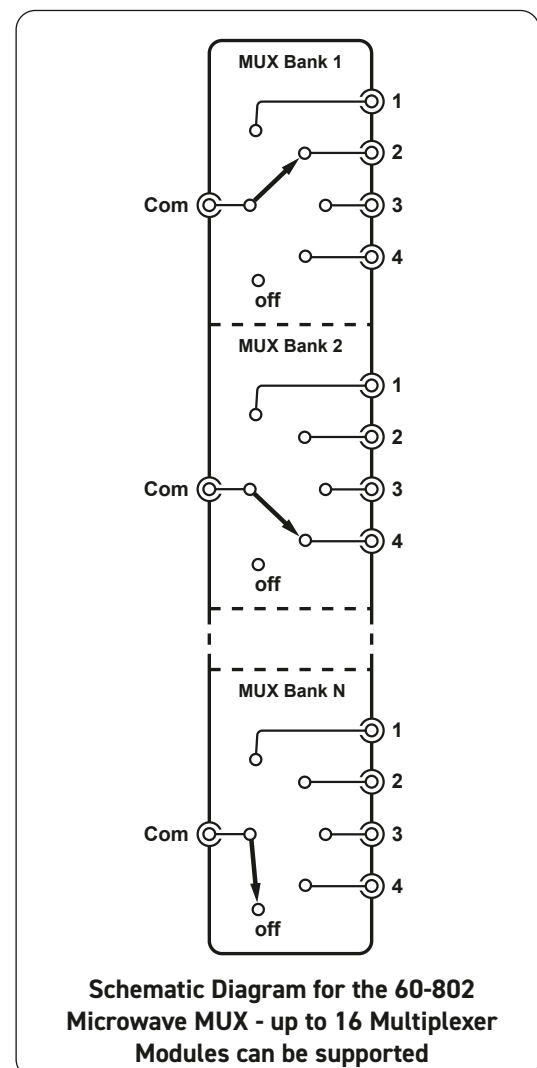 MUX Bank 1
1
2
Com
3
4
off
MUX Bank 2
1
2
Com
3
4
off
MUX Bank N
1
2
Com
3
4
off
Schematic Diagram for the 60-802
Microwave MUX - up to 16 Multiplexer
Modules can be supported